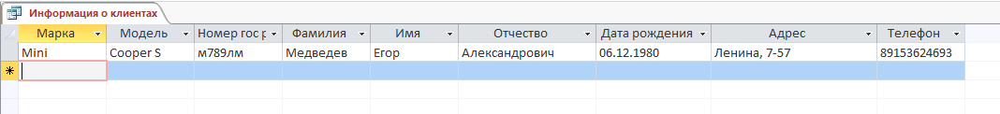 Информация о клиентах
Марка Модель Номер гос р Фамилия Имя Отчество Дата рождения Адрес Телефон
Mini Cooper S м789лм Медведев Егор Александрович 06.12.1980 Ленина, 7-57 89153624693